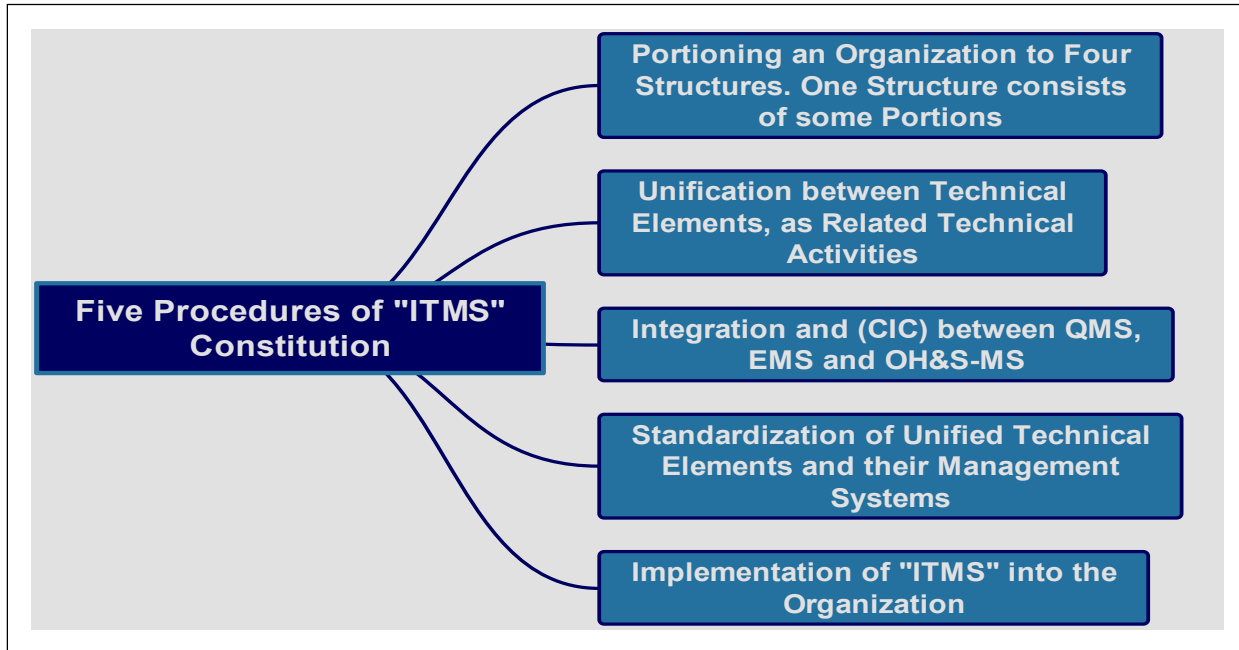 Portioning an Organization to Four
Structures. One Structure consists
of some Portions
Unification between Technical
Elements, as Related Technical
Activities
Five Procedures of "ITMS"
Constitution
Integration and (CIC) between QMS,
EMS and OH&S-MS
Standardization of Unified Technical
Elements and their Management
Systems
Implementation of "ITMS" into the
Organization